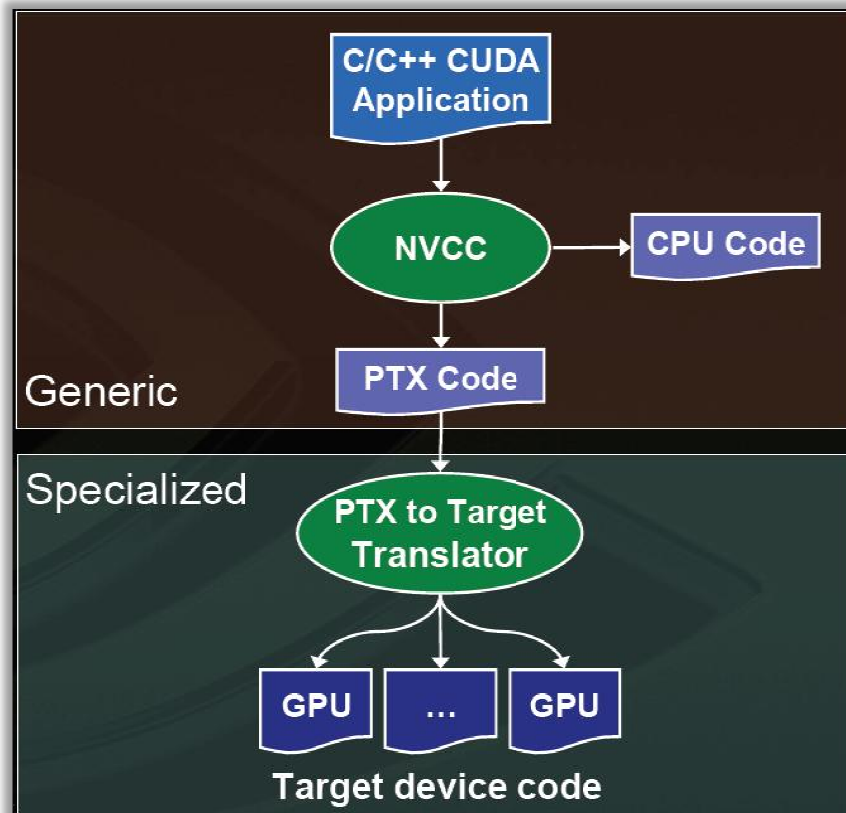 C/C++ CUDA
Application
NVCC
CPU Code
PTX Code
Generic
Specialized
PTX to Target
Translator
GPU
...
GPU
Target device code